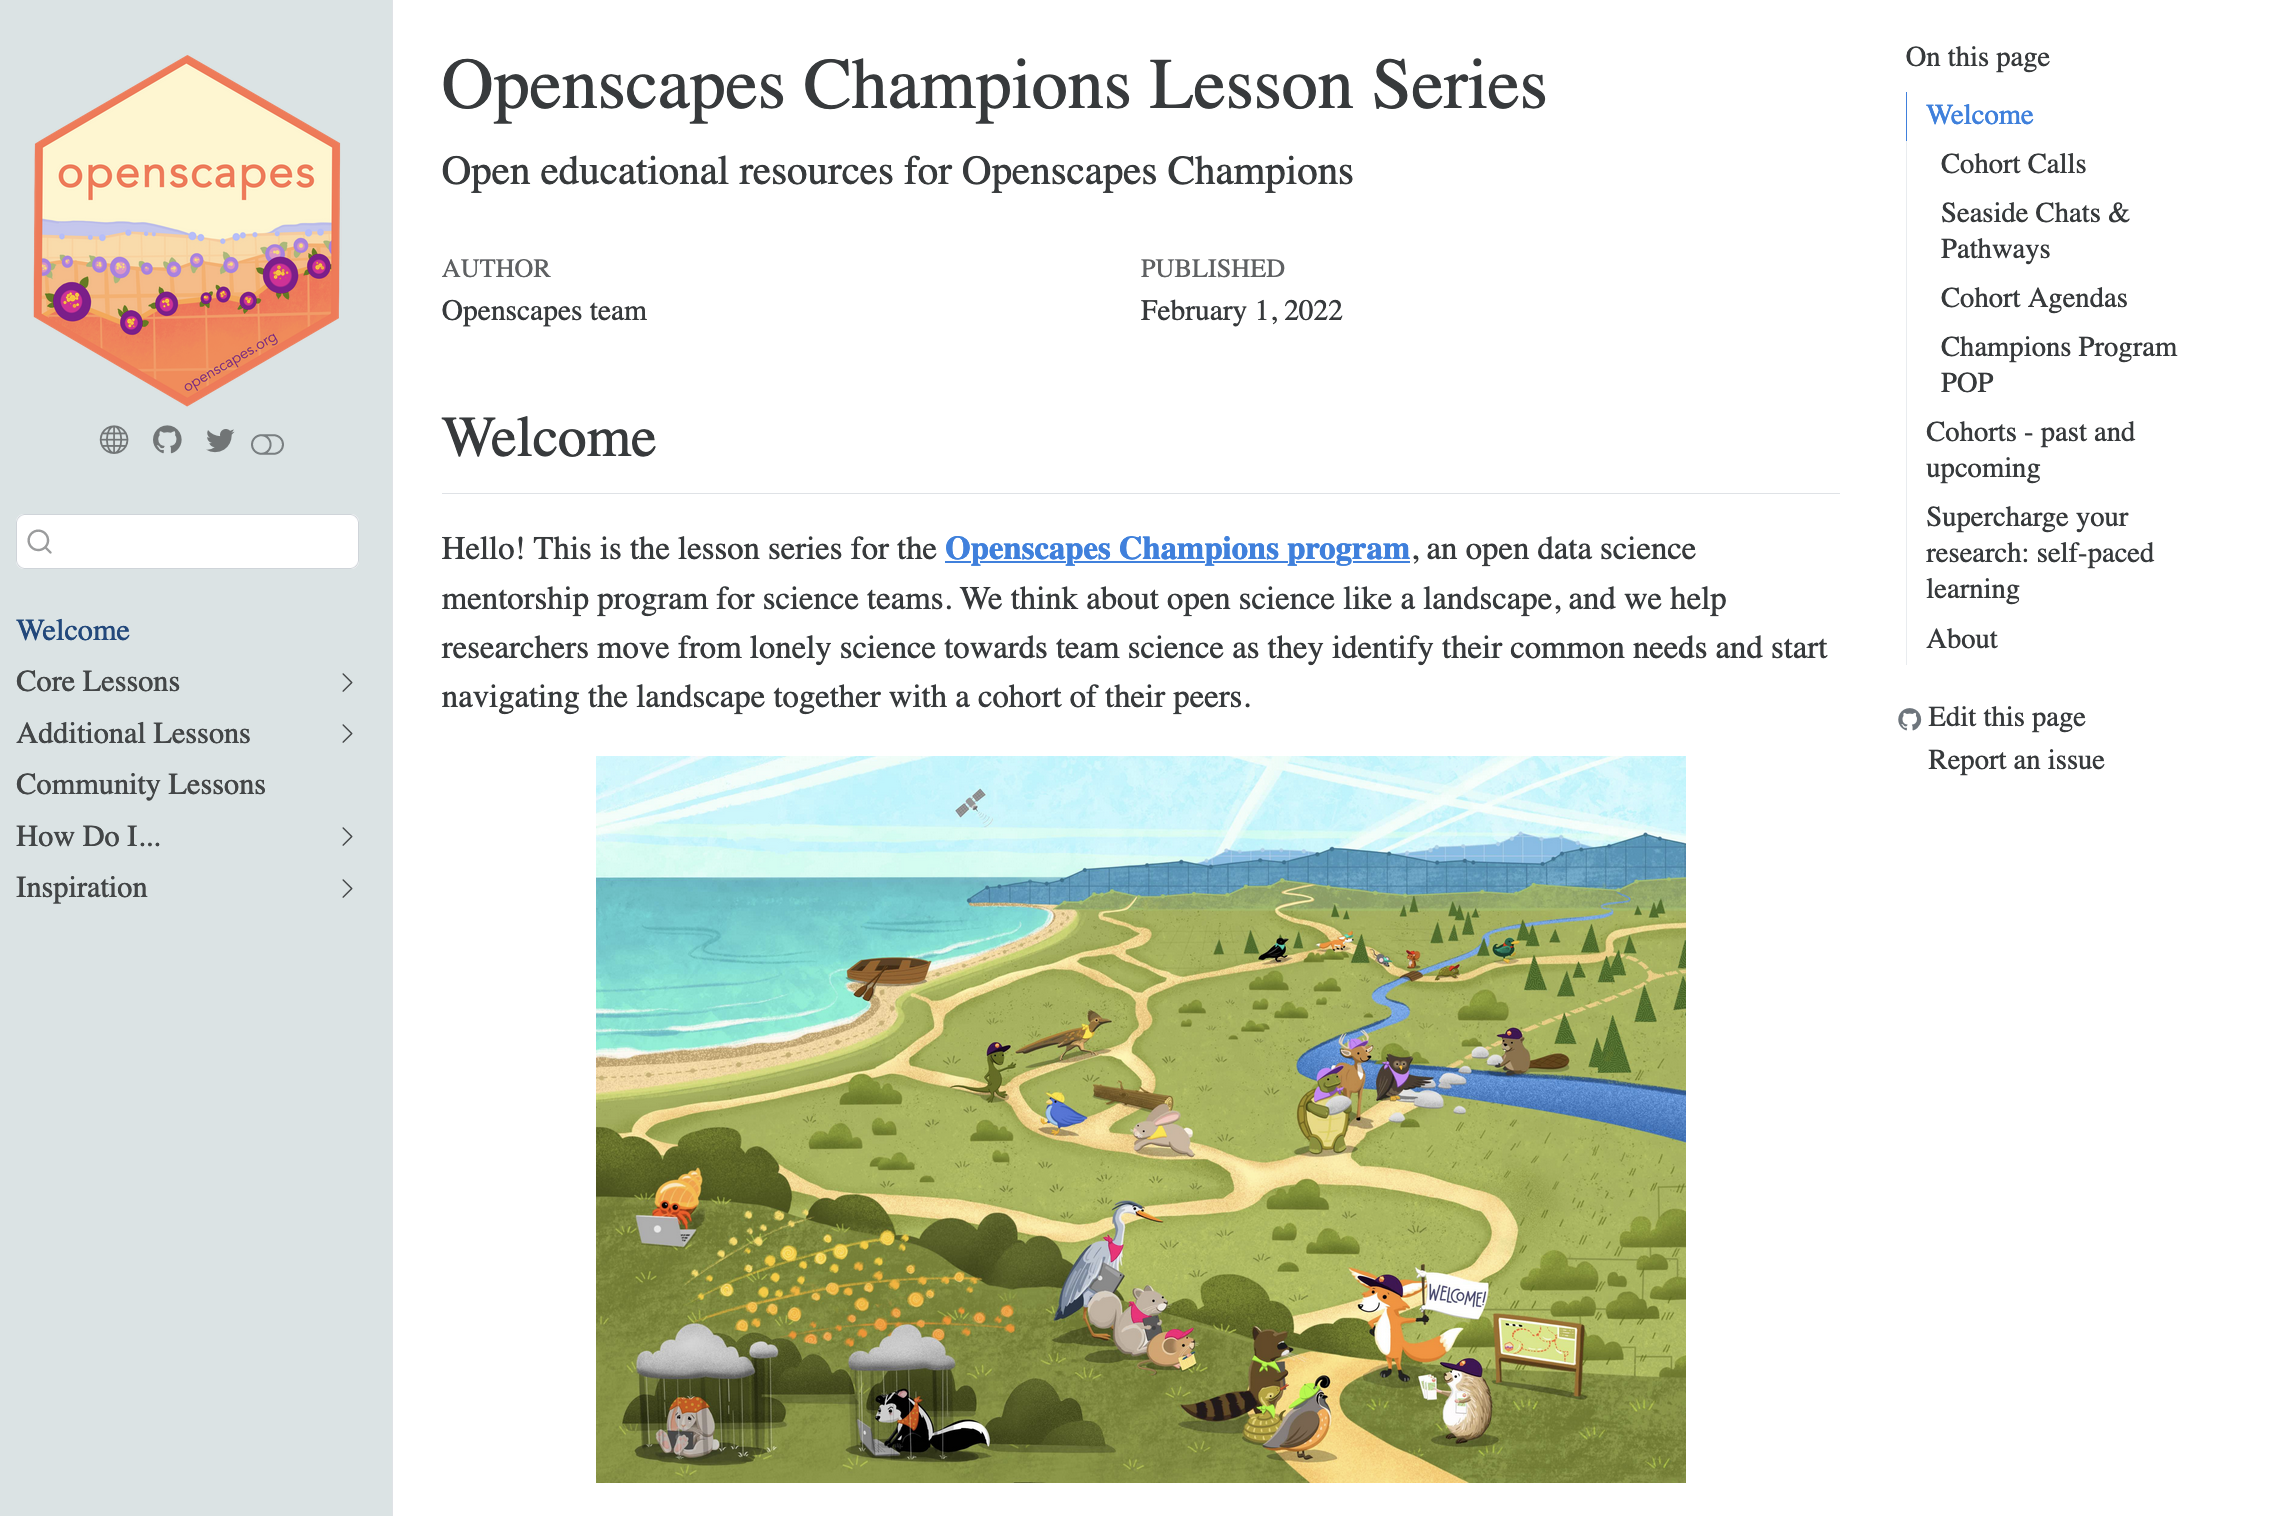 openscapes
openscapes.org
Welcome
Core Lessons
Additional Lessons
Community Lessons
How Do I...
Inspiration
Openscapes Champions Lesson Series
Open educational resources for Openscapes Champions
AUTHOR
Openscapes team
PUBLISHED
February 1, 2022
Welcome
Hello! This is the lesson series for the Openscapes Champions program, an open data science
mentorship program for science teams. We think about open science like a landscape, and we help
researchers move from lonely science towards team science as they identify their common needs and start
navigating the landscape together with a cohort of their peers.
WELCOME!
On this page
Welcome
Cohort Calls
Seaside Chats &
Pathways
Cohort Agendas
Champions Program
POP
Cohorts - past and
upcoming
Supercharge your
research: self-paced
learning
About
Edit this page
Report an issue